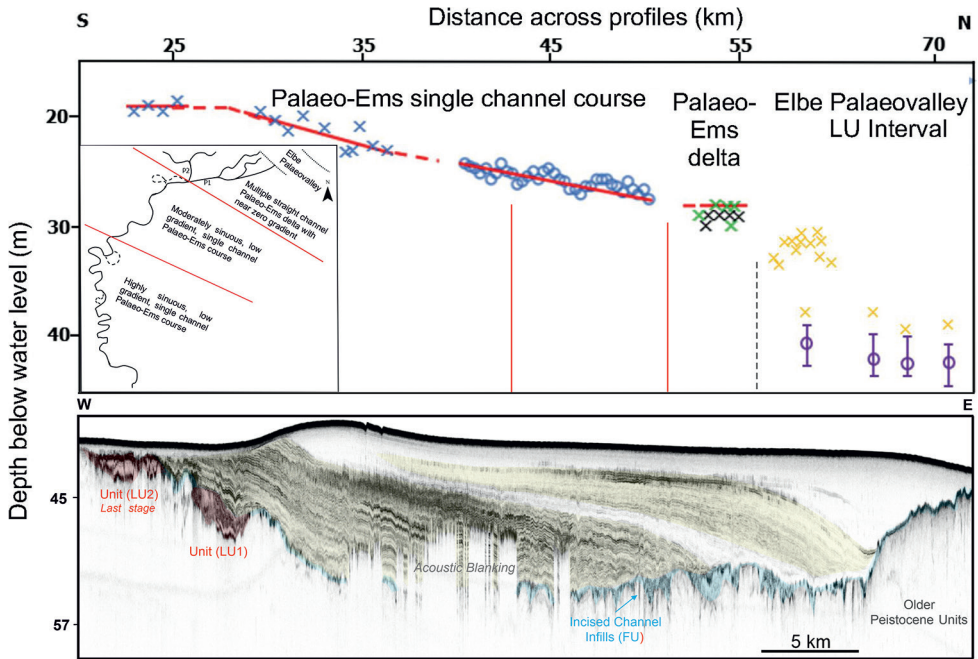 Distance across profiles (km)
S
N
25
35
45
55
70
Depth below water level (m)
20
30
40
Palaeo-Ems single channel course
Palaeo-
Ems
delta
Elbe Palaeovalley
LU Interval
P2
P1
Elbe
Palaeovalley
Multiple straight channel
Palaeo-Ems delta with
near zero gradient
Moderately sinuous, low
gradient, single channel
Palaeo-Ems course
Highly sinuous, low
gradient, single channel
Palaeo-Ems course
W
E
45
57
Unit (LU2)
Last stage
Unit (LU1)
Acoustic Blanking
Incised Channel
Infills (FU)
Older
Peistocene Units
5 km